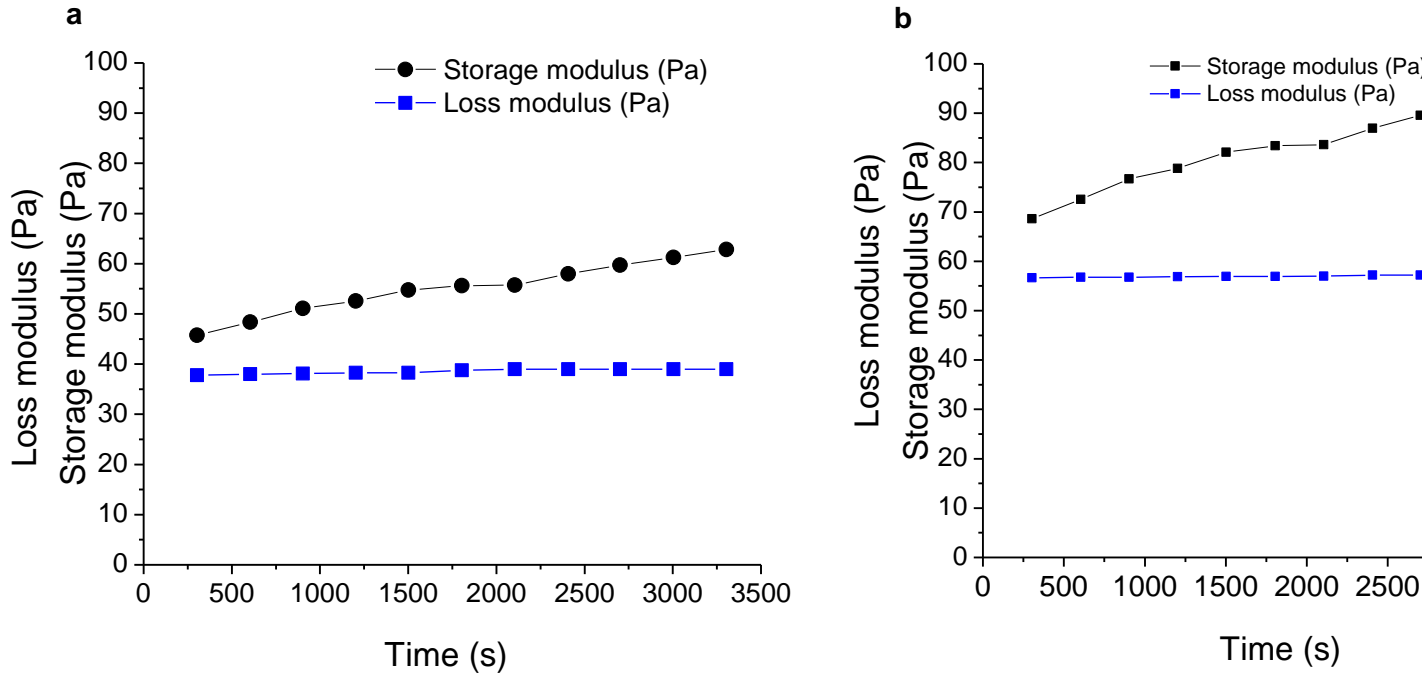 a
Storage modulus (Pa)
Loss modulus (Pa)
100
90
80
70
60
50
40
30
20
10
0
0 500 1000 1500 2000 2500 3000 3500
Time (s)
Loss modulus (Pa)
Storage modulus (Pa)
b
Storage modulus (Pa)
Loss modulus (Pa)
100
90
80
70
60
50
40
30
20
10
0
0 500 1000 1500 2000 2500
Time (s)
Loss modulus (Pa)
Storage modulus (Pa)